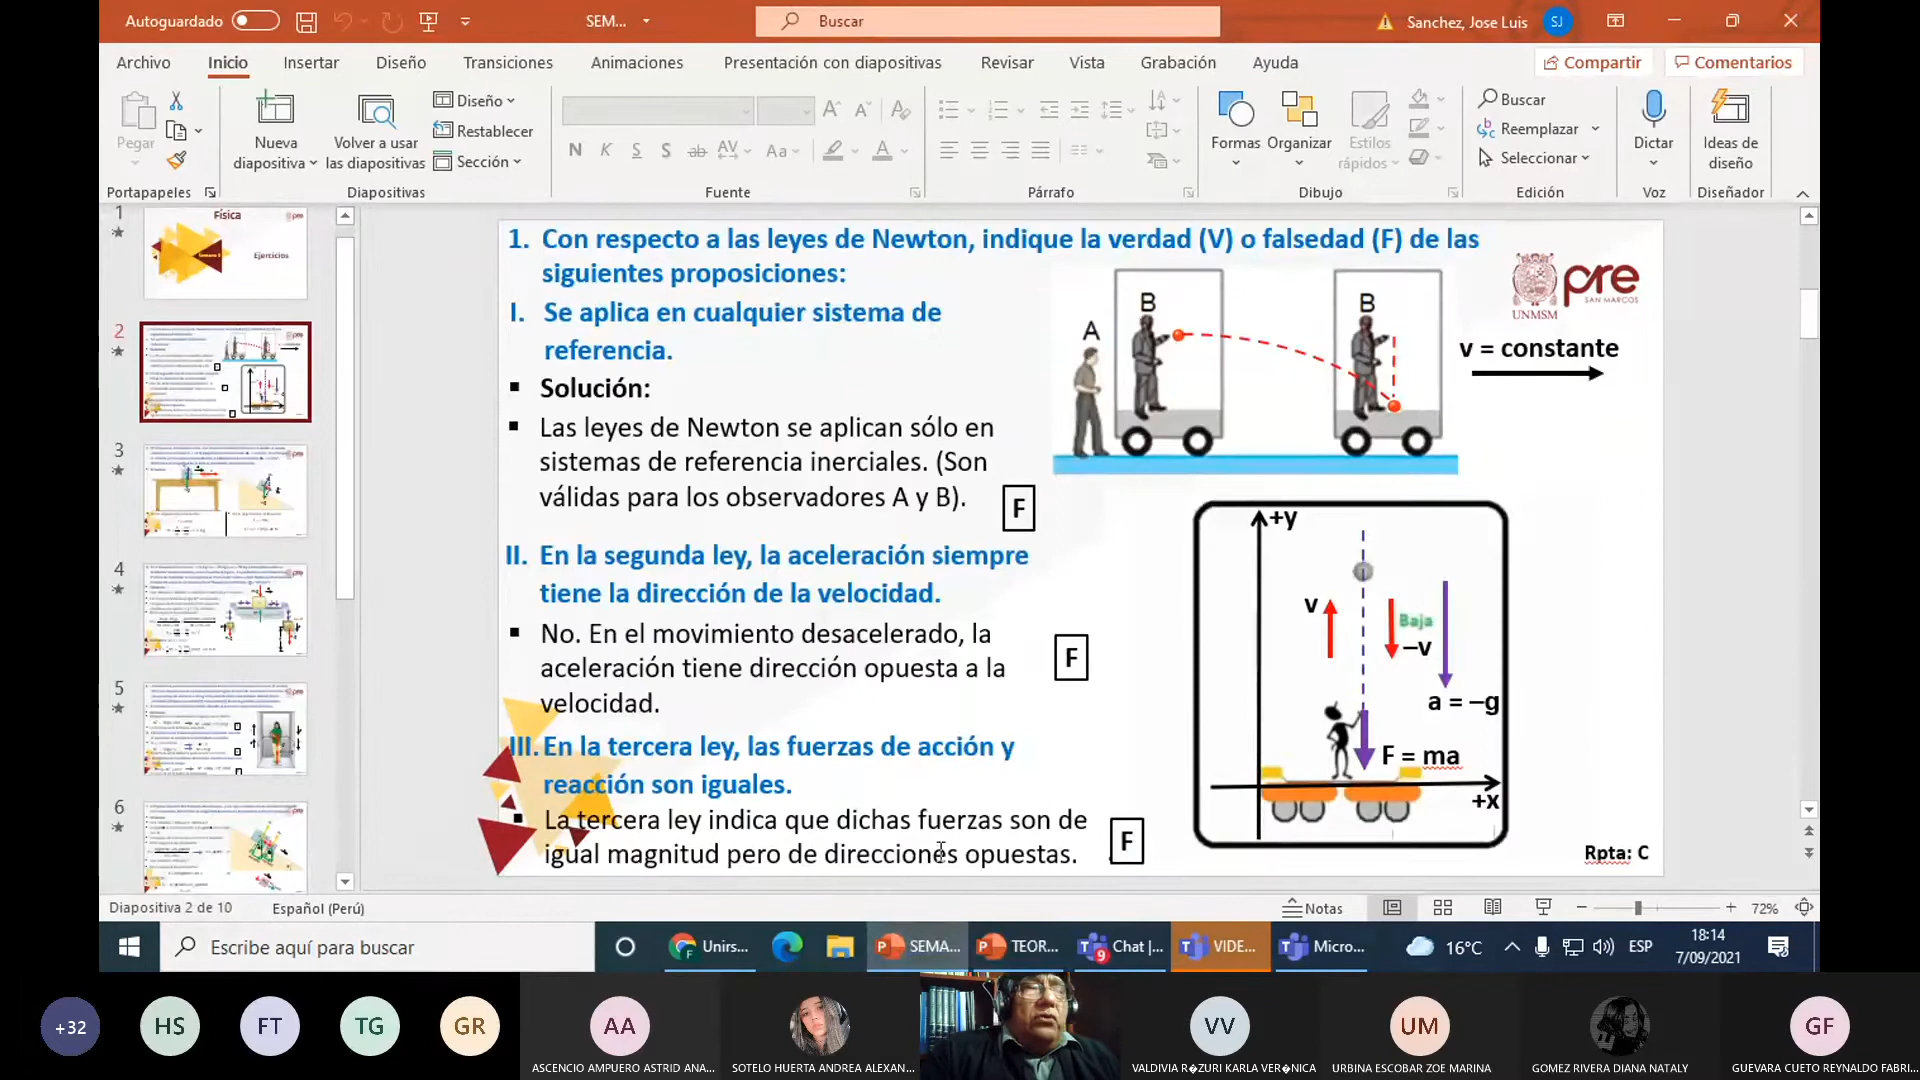 Autoguardado
SEM...
Buscar
Sanchez, Jose Luis
SJ
Archivo
Inicio
Insertar
Diseño
Transiciones
Animaciones
Presentación con diapositivas
Revisar
Vista
Grabación
Ayuda
Compartir
Comentarios
Pegar
Nueva diapositiva
Volver a usar las diapositivas
Diseño
Restablecer
Sección
N K S S ab AV Aa A
Formas
Organizar
Estilos rápidos
Buscar
Reemplazar
Seleccionar
Dictar
Ideas de diseño
Portapapeles
Diapositivas
Fuente
Párrafo
Dibujo
Edición
Voz
Diseñador
1
Física
Ejercicios
2
3
4
5
6
1. Con respecto a las leyes de Newton, indique la verdad (V) o falsedad (F) de las
siguientes proposiciones:
I. Se aplica en cualquier sistema de
referencia.
Solución:
Las leyes de Newton se aplican sólo en
sistemas de referencia inerciales. (Son
válidas para los observadores A y B).
F
II. En la segunda ley, la aceleración siempre
tiene la dirección de la velocidad.
No. En el movimiento desacelerado, la
aceleración tiene dirección opuesta a la
velocidad.
F
III. En la tercera ley, las fuerzas de acción y
reacción son iguales.
La tercera ley indica que dichas fuerzas son de
igual magnitud pero de direcciones opuestas.
F
A
B
B
v = constante
UNMSM
pre
SAN MARCOS
+y
v
Baja
–v
a = –g
F = ma
+x
Rpta: C
Diapositiva 2 de 10
Español (Perú)
Notas
72%
Escribe aquí para buscar
Unirs...
SEMA...
TEOR...
Chat |...
9
VIDE...
Micro...
16°C
ESP
18:14
7/09/2021
+32
HS
FT
TG
GR
AA
VV
UM
GF
ASCENCIO AMPUERO ASTRID ANA...
SOTELO HUERTA ANDREA ALEXAN...
VALDIVIA R�ZURI KARLA VER�NICA
URBINA ESCOBAR ZOE MARINA
GOMEZ RIVERA DIANA NATALY
GUEVARA CUETO REYNALDO FABRI...